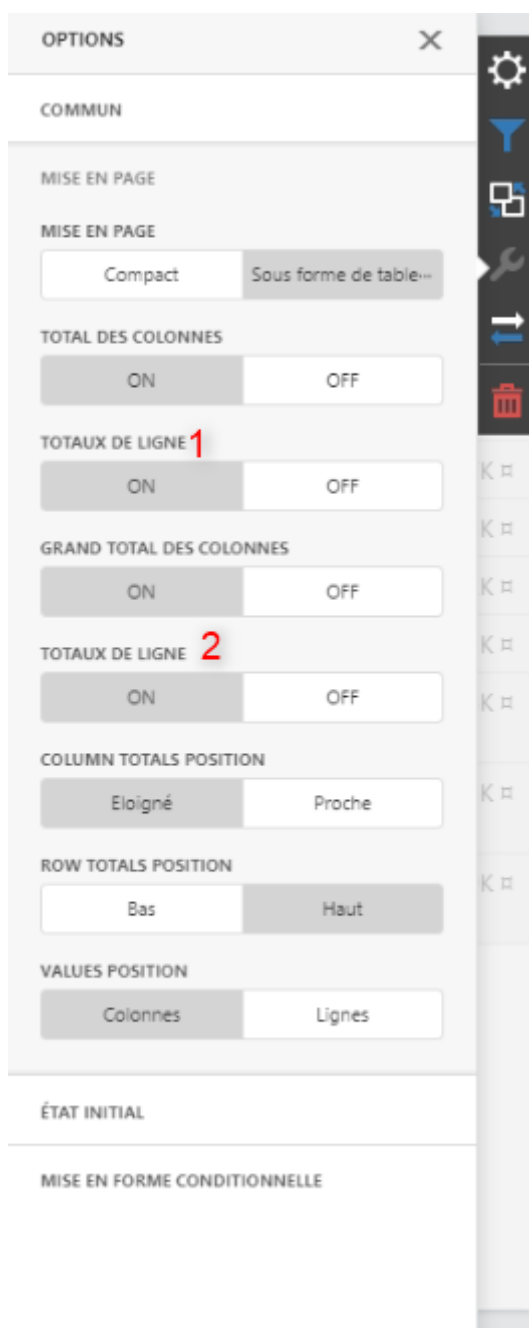 OPTIONS
COMMUN
MISE EN PAGE
MISE EN PAGE
Compact Sous forme de table...
TOTAL DES COLONNES
ON OFF
TOTAUX DE LIGNE 1
ON OFF
GRAND TOTAL DES COLONNES
ON OFF
TOTAUX DE LIGNE 2
ON OFF
COLUMN TOTALS POSITION
Eloigné Proche
ROW TOTALS POSITION
Bas Haut
VALUES POSITION
Colonnes Lignes
ÉTAT INITIAL
MISE EN FORME CONDITIONNELLE
K ¤
K ¤
K ¤
K ¤
K ¤
K ¤
K ¤